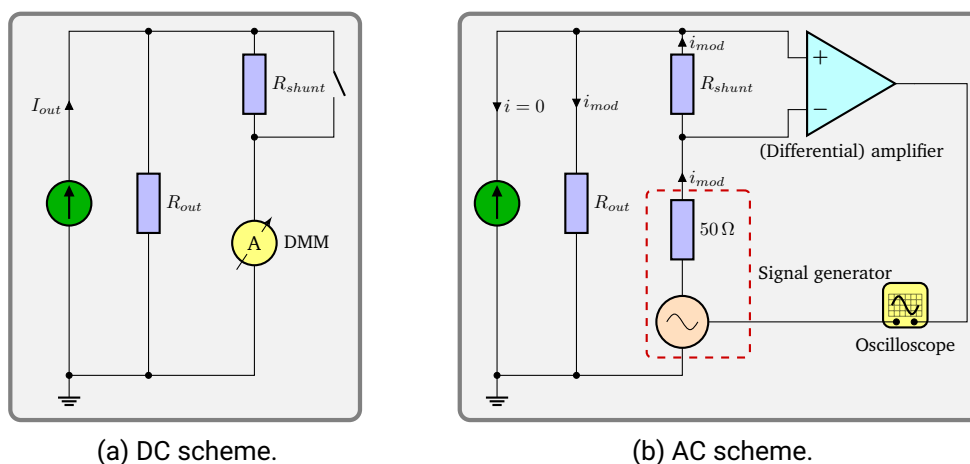 I_out
R_out
R_shunt
A
DMM
(a) DC scheme.
i = 0
i_mod
R_out
i_mod
R_shunt
i_mod
50 Ω
+
−
(Differential) amplifier
Signal generator
Oscilloscope
(b) AC scheme.